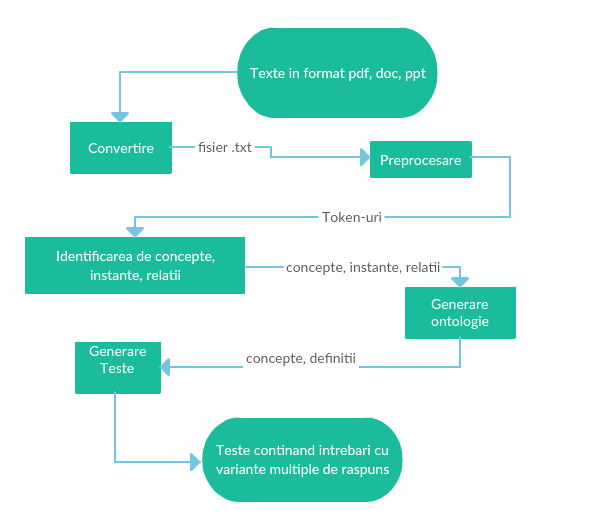 Texte in format pdf, doc, ppt
Convertire
fisier .txt
Preprocesare
Token-uri
Identificarea de concepte,
instante, relatii
concepte, instante, relatii
Generare
ontologie
concepte, definitii
Generare
Teste
Teste continand intrebari cu
variante multiple de raspuns